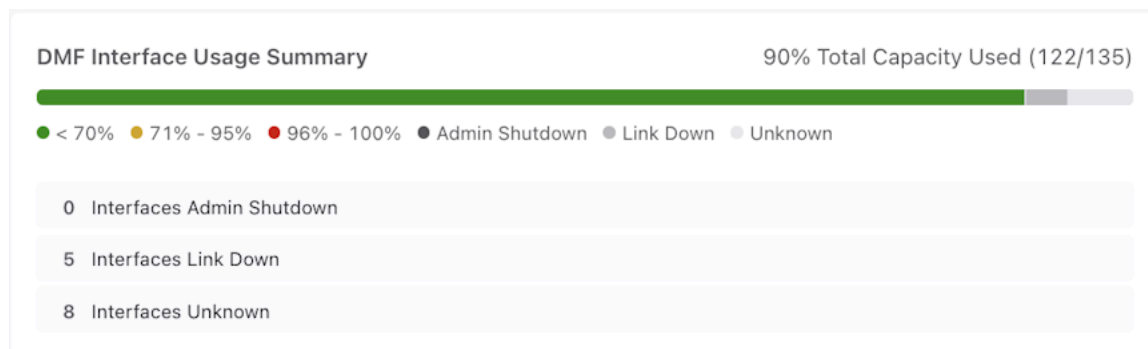 DMF Interface Usage Summary 90% Total Capacity Used (122/135)
< 70% 71% - 95% 96% - 100% Admin Shutdown Link Down Unknown
0 Interfaces Admin Shutdown
5 Interfaces Link Down
8 Interfaces Unknown